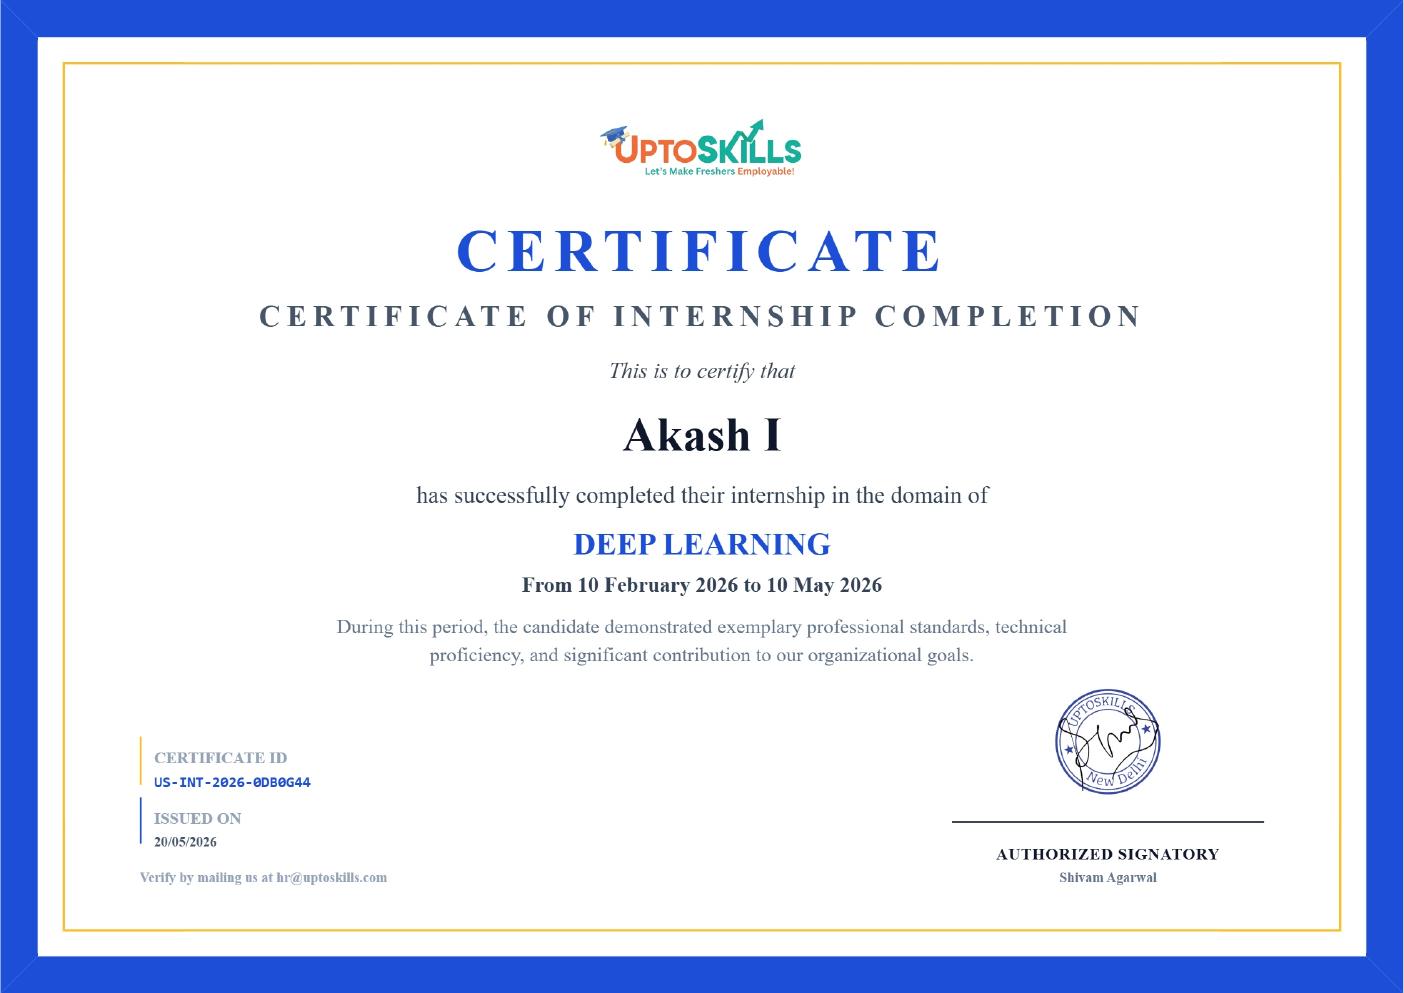 UPTOSKILLS
Let's Make Freshers Employable!
CERTIFICATE
CERTIFICATE OF INTERNSHIP COMPLETION
This is to certify that
Akash I
has successfully completed their internship in the domain of
DEEP LEARNING
From 10 February 2026 to 10 May 2026
During this period, the candidate demonstrated exemplary professional standards, technical
proficiency, and significant contribution to our organizational goals.
UPTOSKILLS
New Delhi
CERTIFICATE ID
US-INT-2026-0DB0G44
ISSUED ON
20/05/2026
Verify by mailing us at hr@uptoskills.com
AUTHORIZED SIGNATORY
Shivam Agarwal